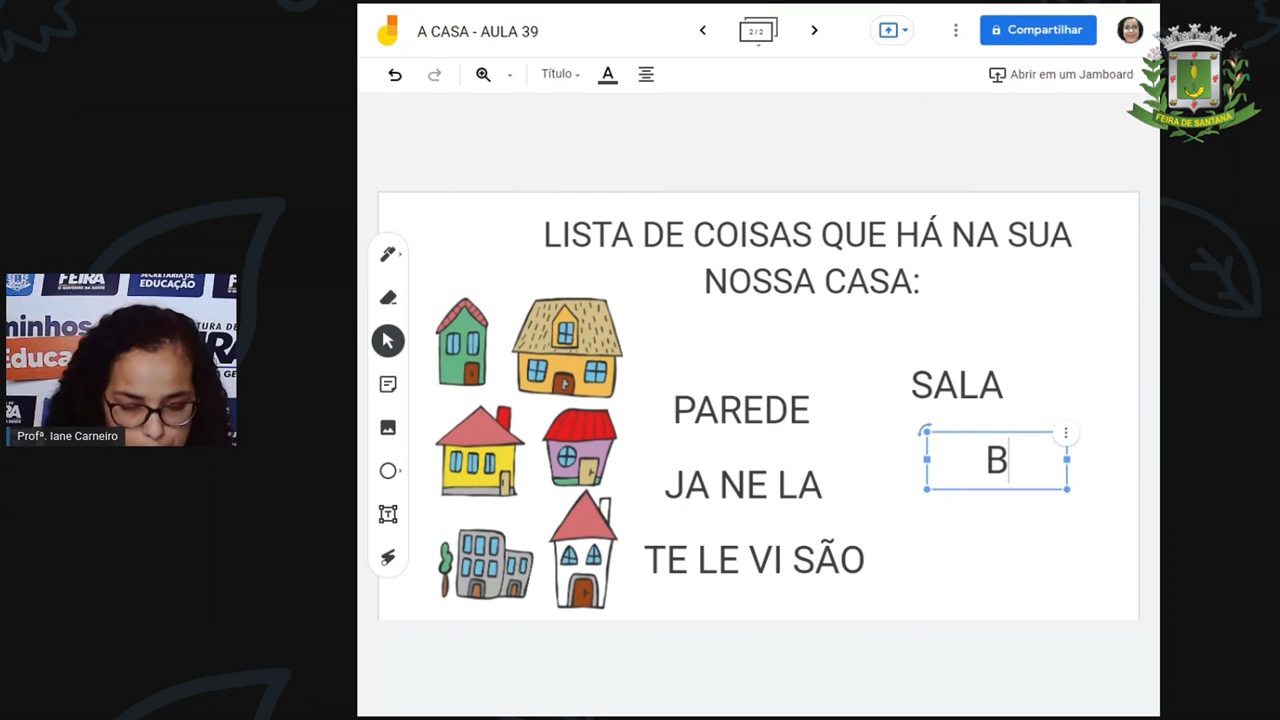 A CASA - AULA 39
2/2
Compartilhar
Título
A
Abrir em um Jamboard
FEIRA DE SANTANA
LISTA DE COISAS QUE HÁ NA SUA
NOSSA CASA:
PAREDE
JA NE LA
TE LE VI SÃO
SALA
B
FEIRA
SECRETARIA DE
EDUCAÇÃO
minhos
Educa
Profª. Iane Carneiro